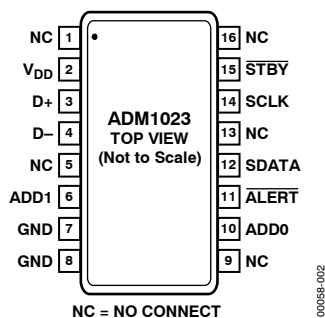 NC 1 16 NC
VDD 2 15 STBY
D+ 3 14 SCLK
D– 4 13 NC
NC 5 12 SDATA
ADD1 6 11 ALERT
GND 7 10 ADD0
GND 8 9 NC
ADM1023
TOP VIEW
(Not to Scale)
NC = NO CONNECT
00058-002